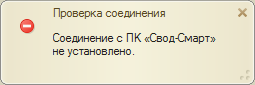 Проверка соединения
Соединение с ПК «Свод-Смарт»
не установлено.